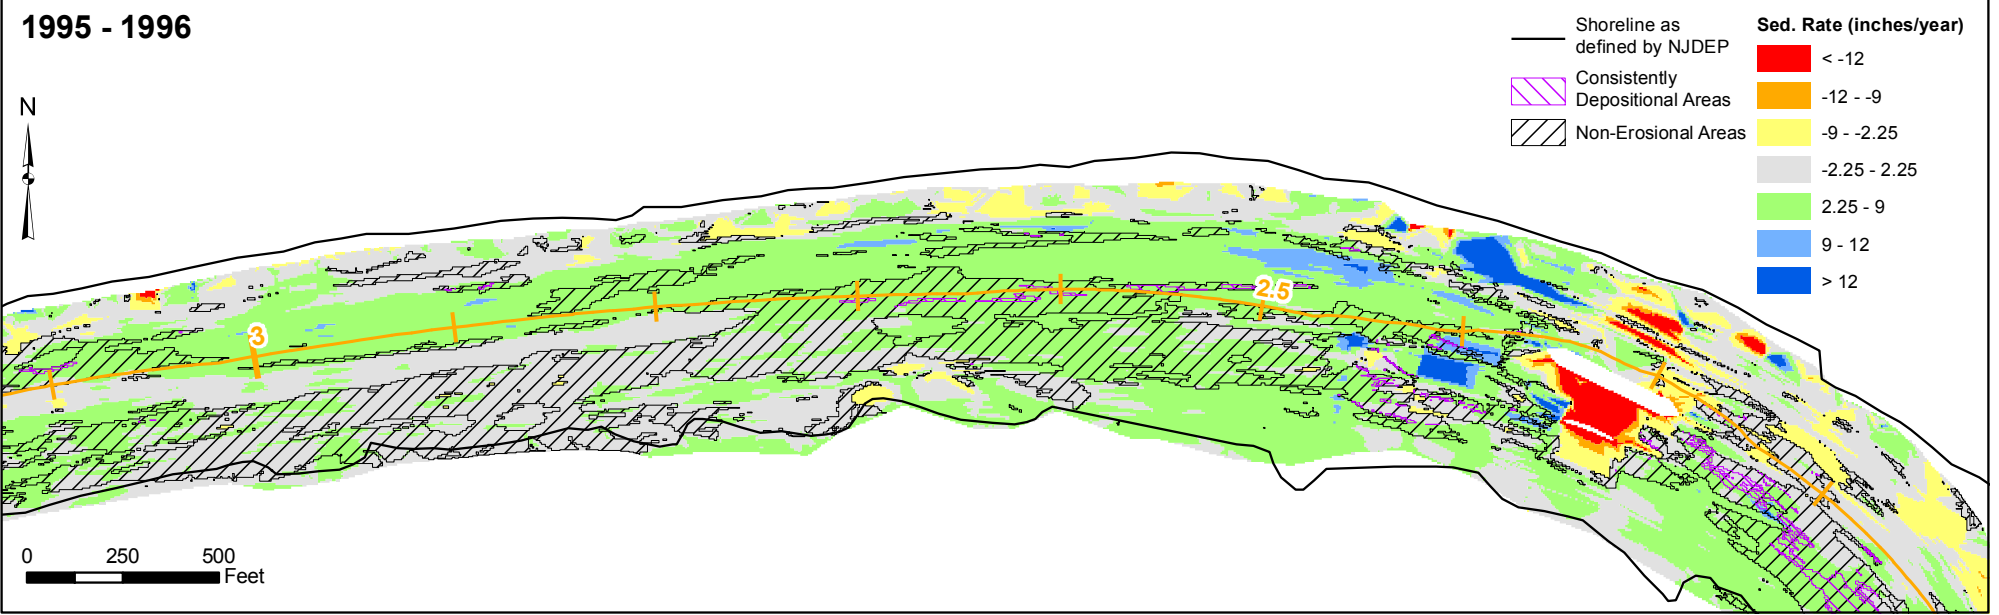 1995 - 1996
N
Shoreline as
defined by NJDEP
Consistently
Depositional Areas
Non-Erosional Areas
Sed. Rate (inches/year)
< -12
-12 - -9
-9 - -2.25
-2.25 - 2.25
2.25 - 9
9 - 12
> 12
3
2.5
0 250 500
Feet